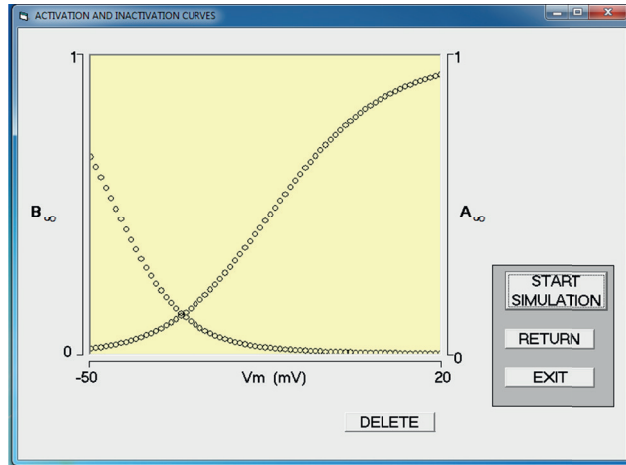 ACTIVATION AND INACTIVATION CURVES
1
1
B∞
A∞
0
0
-50
Vm (mV)
20
START
SIMULATION
RETURN
EXIT
DELETE